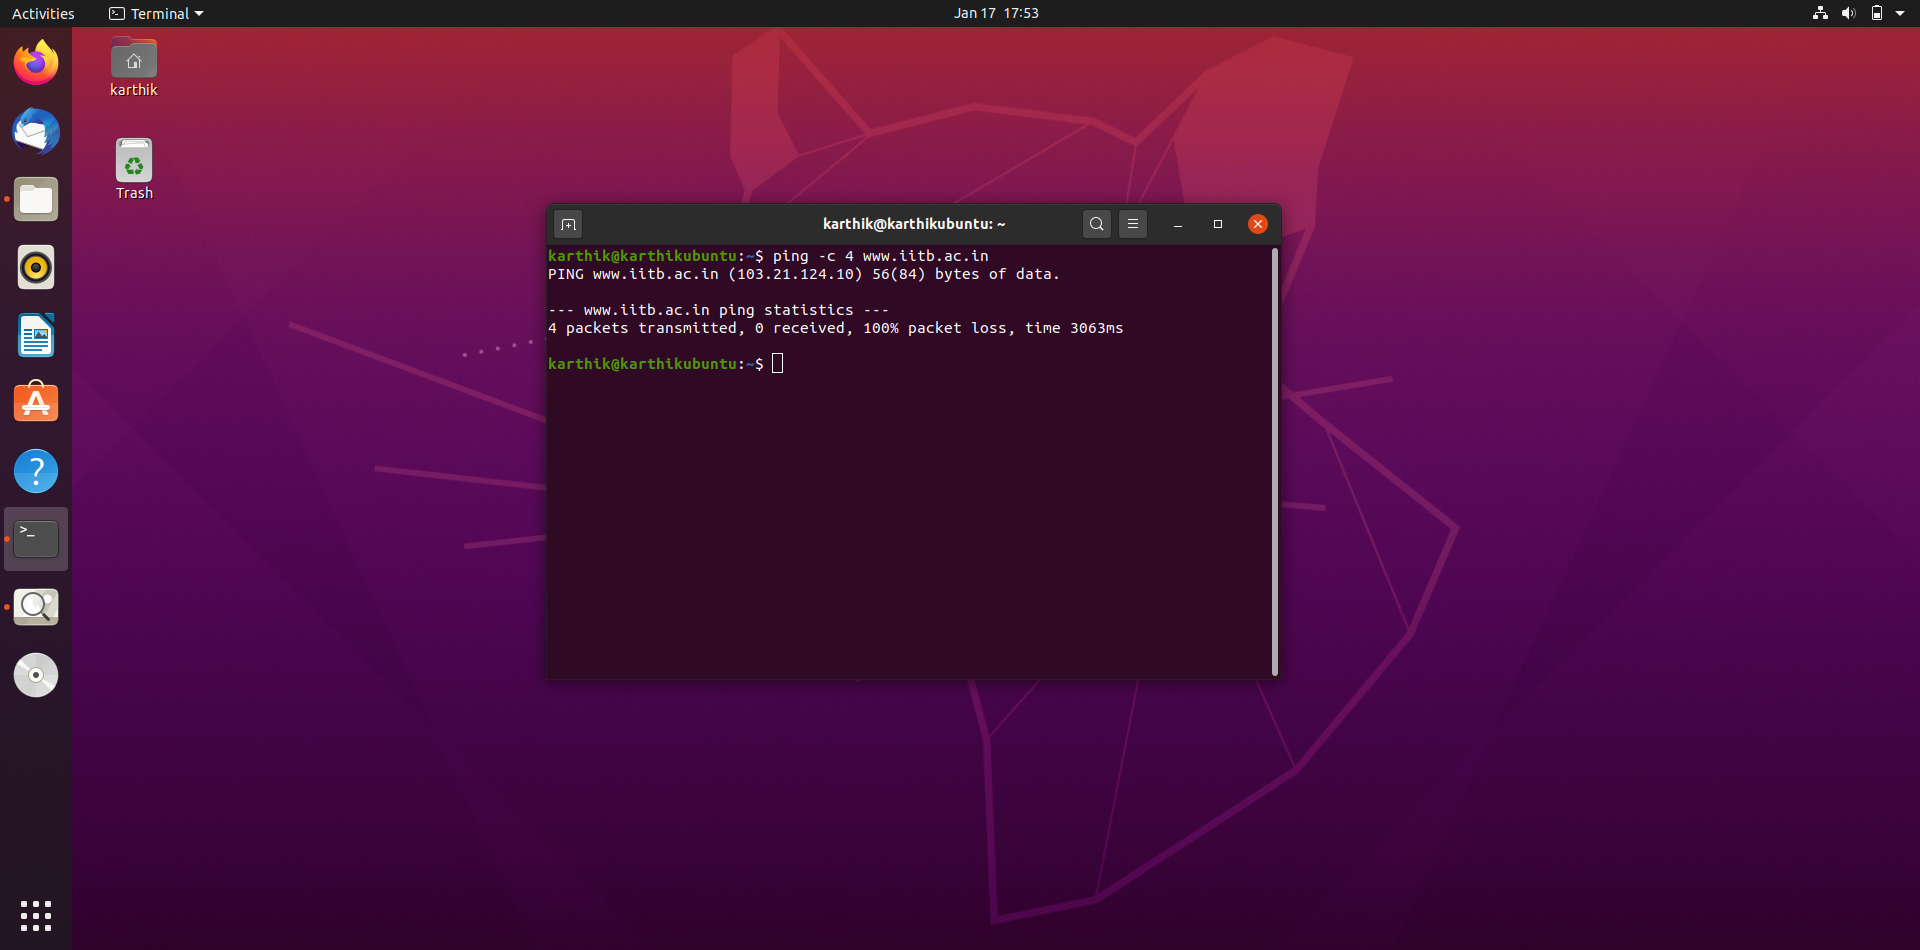 Activities
Terminal
Jan 17 17:53
karthik
Trash
karthik@karthikubuntu: ~
karthik@karthikubuntu:~$ ping -c 4 www.iitb.ac.in
PING www.iitb.ac.in (103.21.124.10) 56(84) bytes of data.
--- www.iitb.ac.in ping statistics ---
4 packets transmitted, 0 received, 100% packet loss, time 3063ms
karthik@karthikubuntu:~$